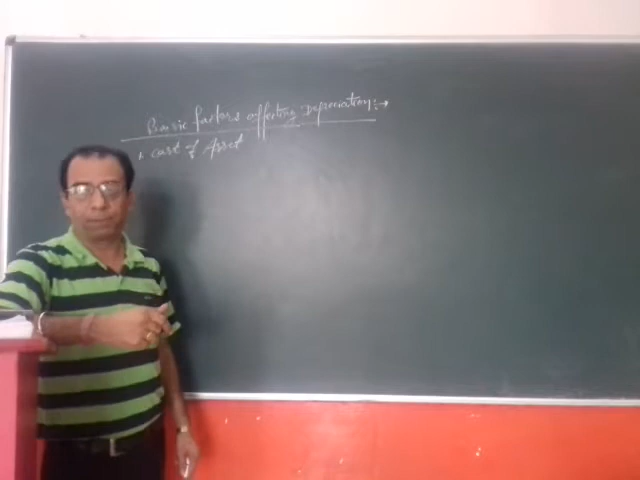 Basic factors affecting Depreciation:→
1. Cost of Asset